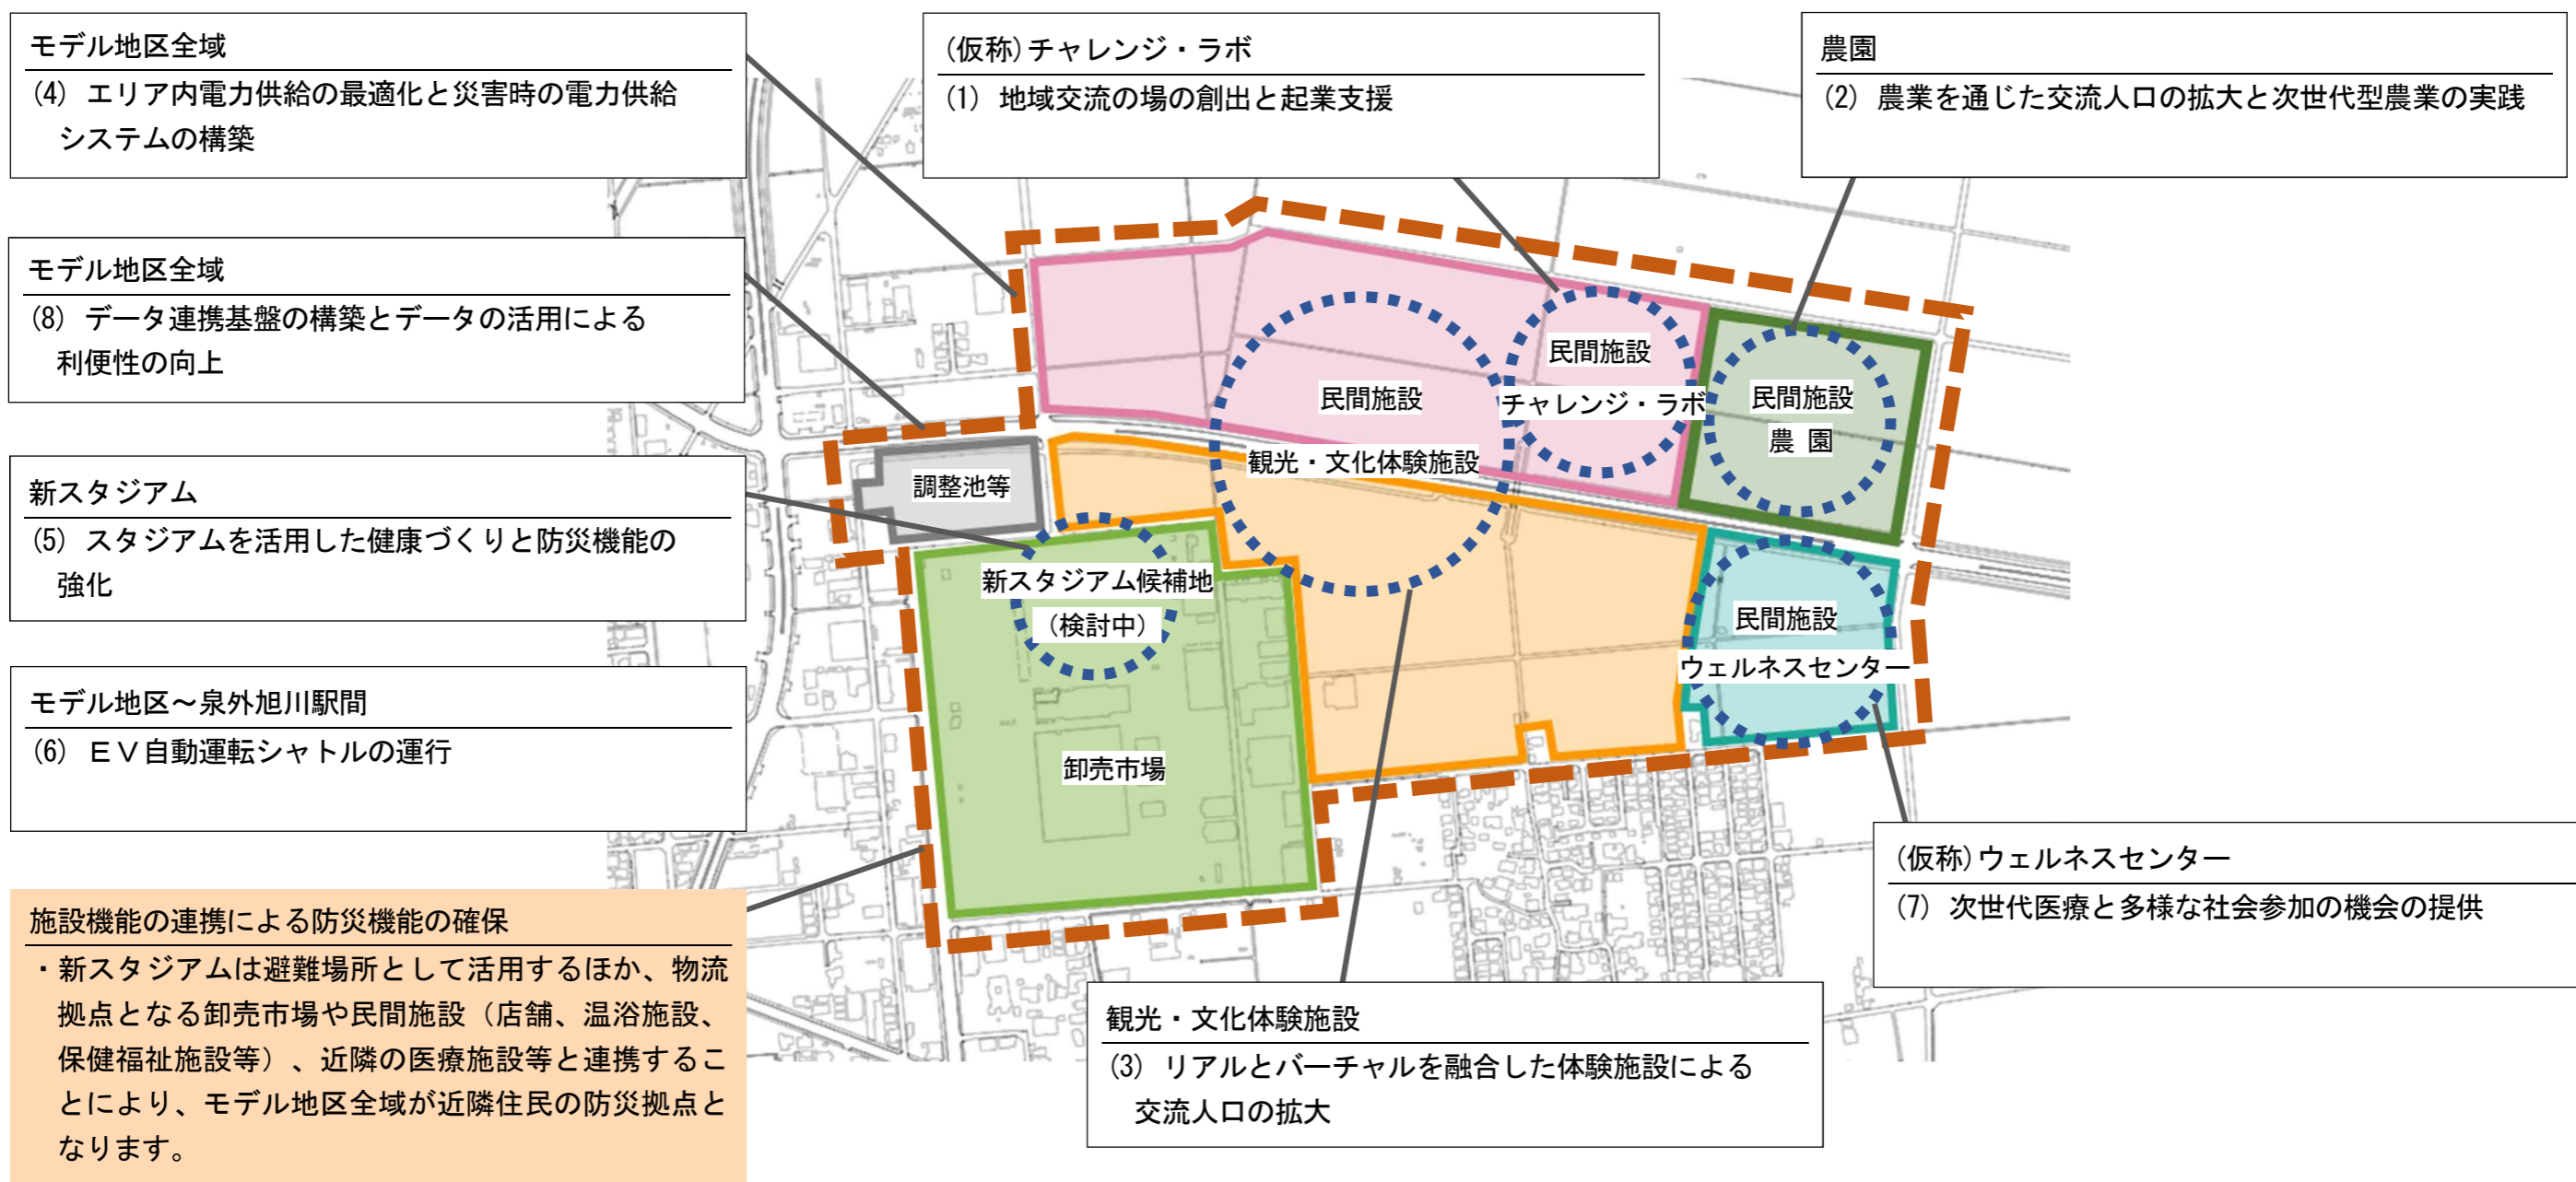 モデル地区全域
(4) エリア内電力供給の最適化と災害時の電力供給
システムの構築
(仮称)チャレンジ・ラボ
(1) 地域交流の場の創出と起業支援
農園
(2) 農業を通じた交流人口の拡大と次世代型農業の実践
モデル地区全域
(8) データ連携基盤の構築とデータの活用による
利便性の向上
新スタジアム
(5) スタジアムを活用した健康づくりと防災機能の
強化
モデル地区～泉外旭川駅間
(6) ＥＶ自動運転シャトルの運行
施設機能の連携による防災機能の確保
・新スタジアムは避難場所として活用するほか、物流
拠点となる卸売市場や民間施設（店舗、温浴施設、
保健福祉施設等）、近隣の医療施設等と連携するこ
とにより、モデル地区全域が近隣住民の防災拠点と
なります。
民間施設
チャレンジ・ラボ
民間施設
農 園
民間施設
観光・文化体験施設
調整池等
新スタジアム候補地
（検討中）
卸売市場
民間施設
ウェルネスセンター
(仮称)ウェルネスセンター
(7) 次世代医療と多様な社会参加の機会の提供
観光・文化体験施設
(3) リアルとバーチャルを融合した体験施設による
交流人口の拡大